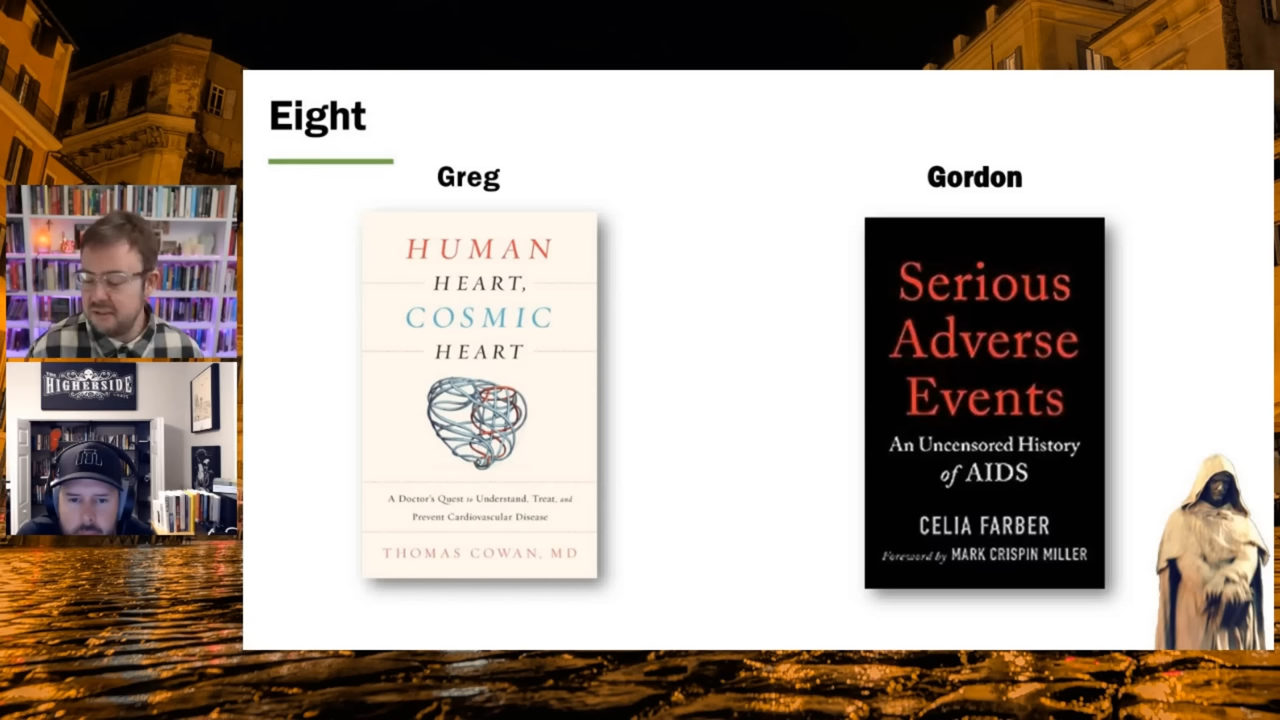 Eight
Greg
HUMAN
HEART,
COSMIC
HEART
A Doctor's Quest to Understand, Treat, and
Prevent Cardiovascular Disease
THOMAS COWAN, MD
Gordon
Serious
Adverse
Events
An Uncensored History
of AIDS
CELIA FARBER
Foreword by MARK CRISPIN MILLER
THE
HIGHERSIDE